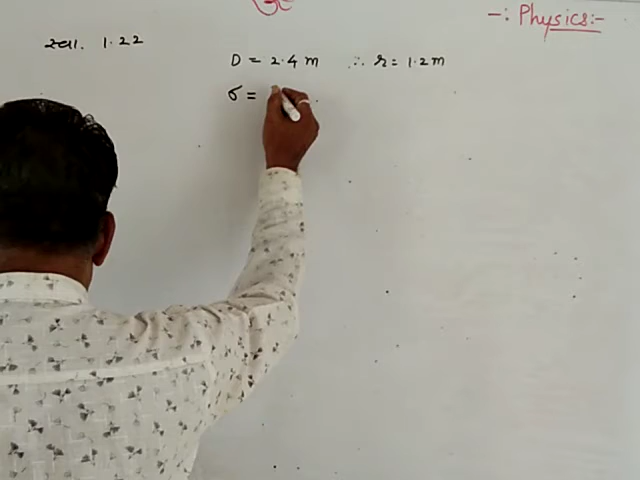 -: Physics:-
સ્વા. 1.22
D = 2.4 m ∴ r = 1.2 m
σ =